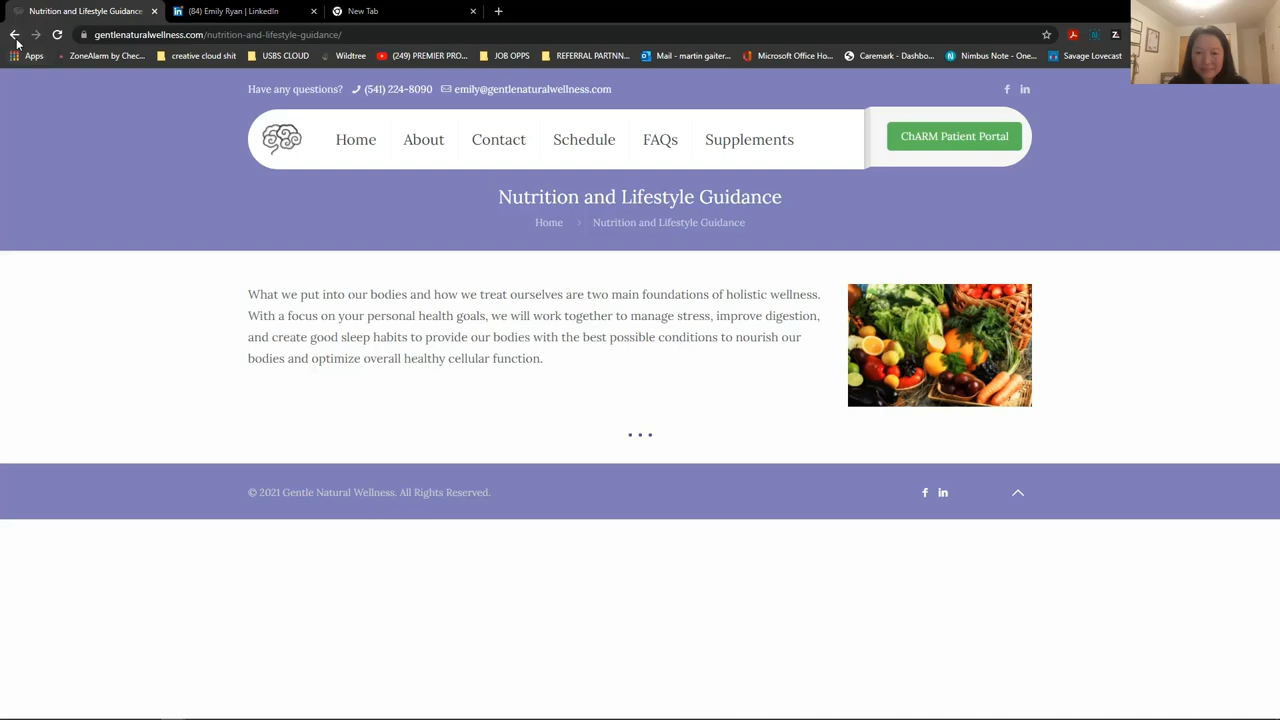 Nutrition and Lifestyle Guidance
(84) Emily Ryan | LinkedIn
New Tab
gentlenaturalwellness.com/nutrition-and-lifestyle-guidance/
Apps ZoneAlarm by Chec... creative cloud shit USBS CLOUD Wildtree (249) PREMIER PRO... JOB OPPS REFERRAL PARTNN... Mail - martin gaiter... Microsoft Office Ho... Caremark - Dashbo... Nimbus Note - One... Savage Lovecast
Have any questions? (541) 224-8090 emily@gentlenaturalwellness.com
Home About Contact Schedule FAQs Supplements ChARM Patient Portal
Nutrition and Lifestyle Guidance
Home > Nutrition and Lifestyle Guidance
What we put into our bodies and how we treat ourselves are two main foundations of holistic wellness.
With a focus on your personal health goals, we will work together to manage stress, improve digestion,
and create good sleep habits to provide our bodies with the best possible conditions to nourish our
bodies and optimize overall healthy cellular function.
© 2021 Gentle Natural Wellness. All Rights Reserved.